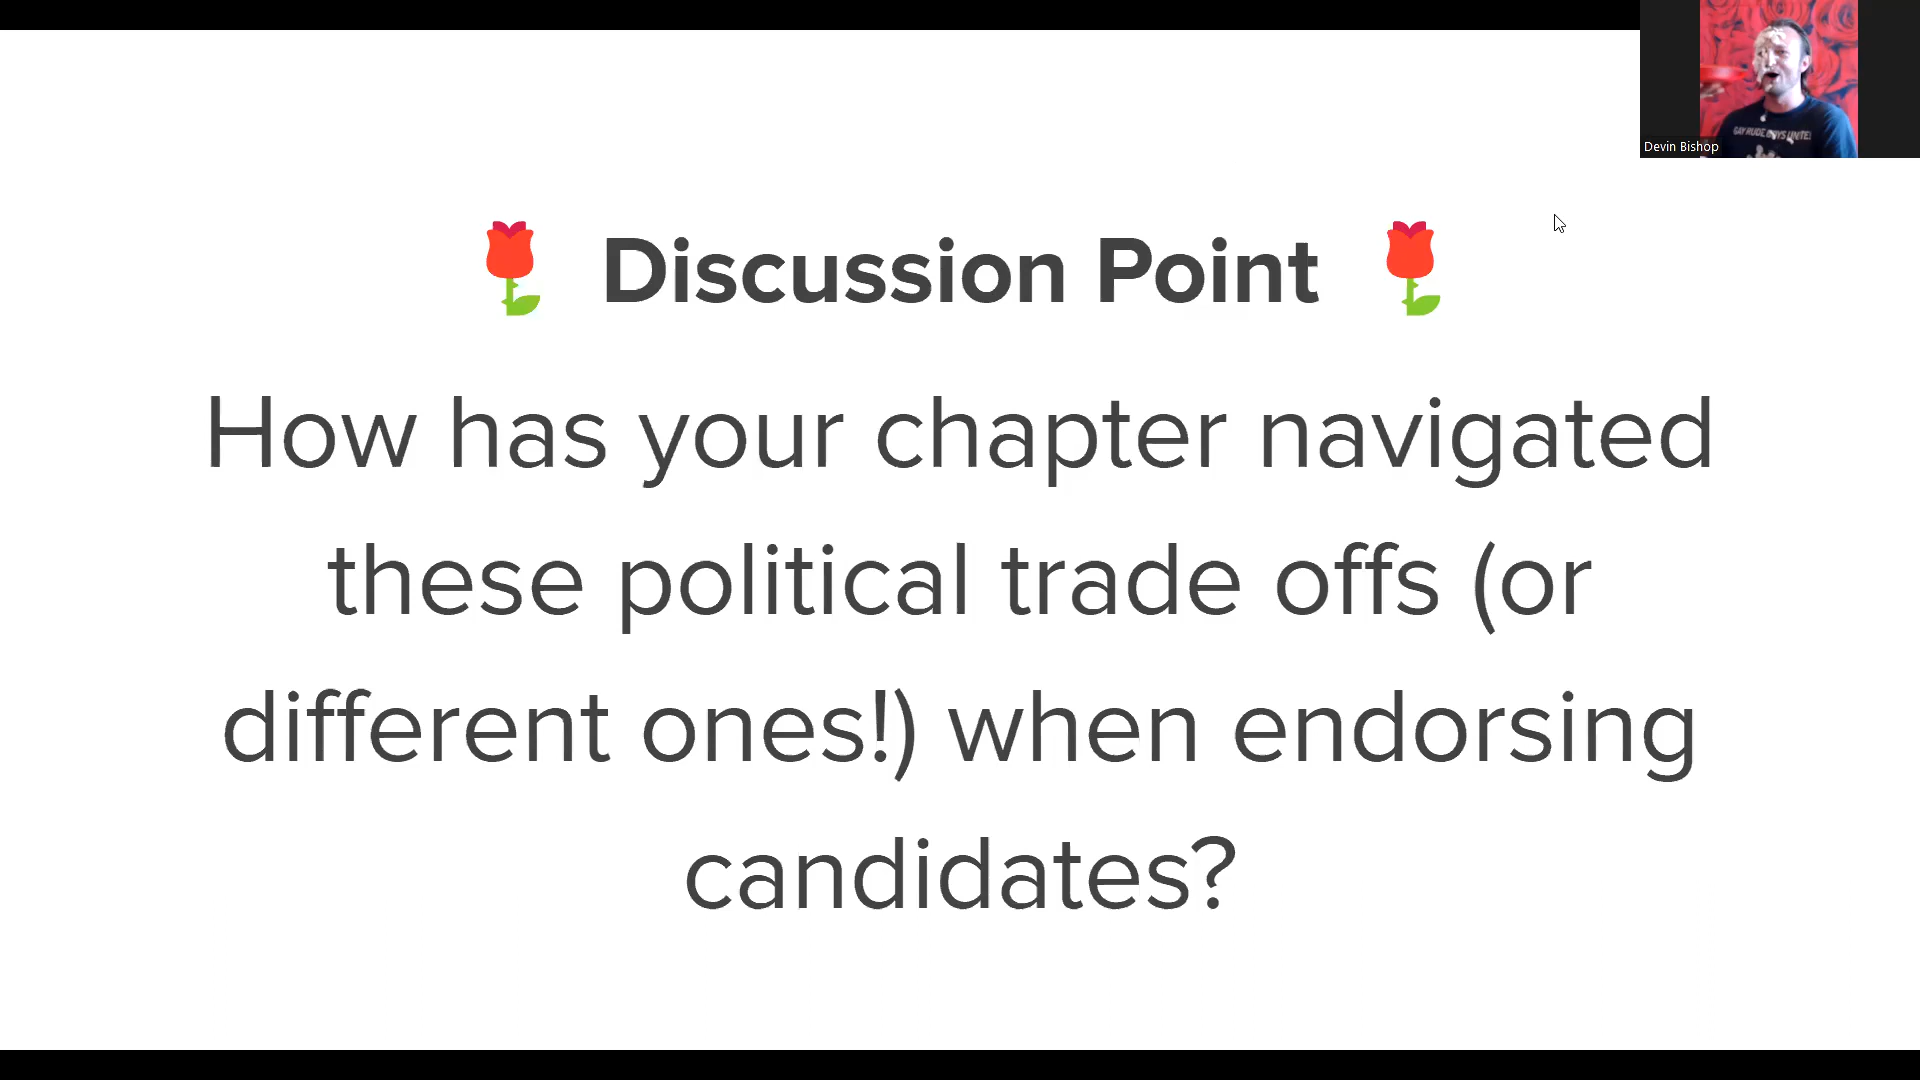 Devin Bishop
Discussion Point
How has your chapter navigated
these political trade offs (or
different ones!) when endorsing
candidates?